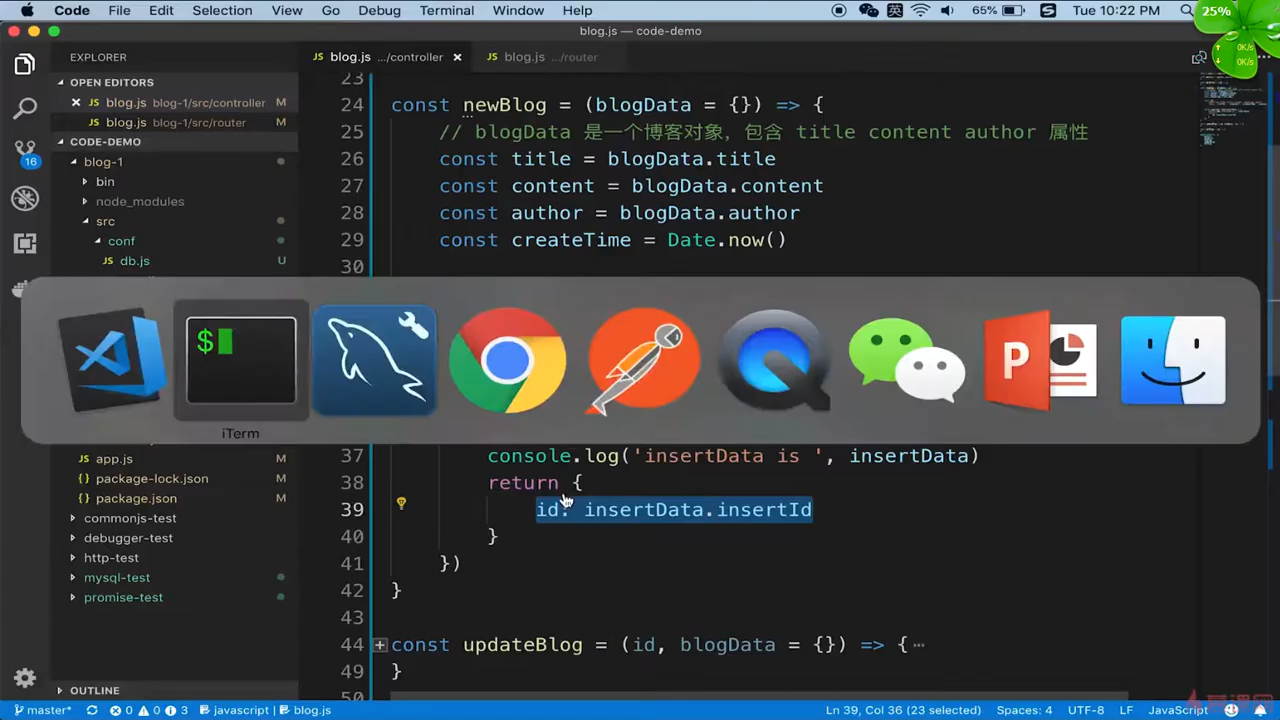 Code File Edit Selection View Go Debug Terminal Window Help 英 65% S Tue 10:22 PM 25%
blog.js — code-demo
0K/s
0K/s
EXPLORER
JS blog.js .../controller × JS blog.js .../router
OPEN EDITORS
× JS blog.js blog-1/src/controller M
JS blog.js blog-1/src/router M
CODE-DEMO
blog-1
bin
node_modules
src
conf
JS db.js U
16
23
24 const newBlog = (blogData = {}) => {
25 // blogData 是一个博客对象，包含 title content author 属性
26 const title = blogData.title
27 const content = blogData.content
28 const author = blogData.author
29 const createTime = Date.now()
30
$
P
iTerm
JS app.js
{} package-lock.json
{} package.json
commonjs-test
debugger-test
http-test
mysql-test
promise-test
37 console.log('insertData is ', insertData)
38 return {
39 id: insertData.insertId
40 }
41 })
42 }
43
44 const updateBlog = (id, blogData = {}) => {…
49 }
50
OUTLINE
master* 0 0 3 javascript | blog.js Ln 39, Col 36 (23 selected) Spaces: 4 UTF-8 LF JavaScript